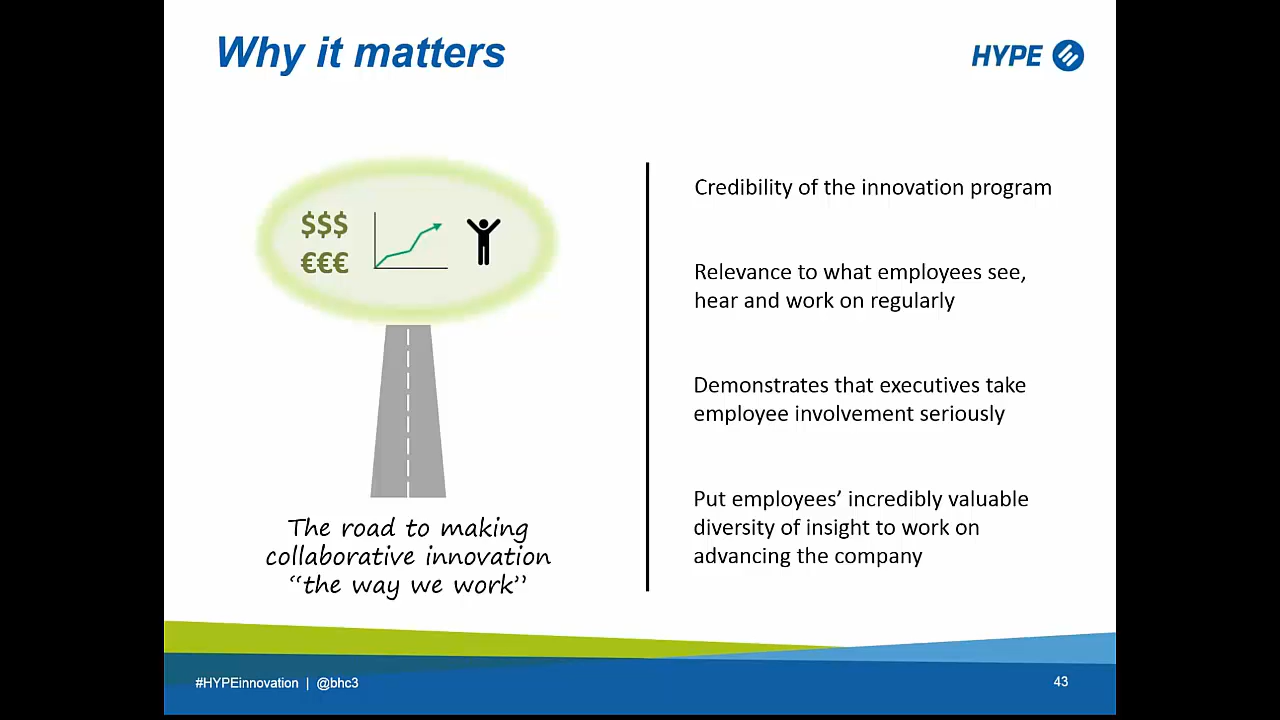 Why it matters
HYPE
$$$
€€€
The road to making
collaborative innovation
“the way we work”
Credibility of the innovation program
Relevance to what employees see,
hear and work on regularly
Demonstrates that executives take
employee involvement seriously
Put employees’ incredibly valuable
diversity of insight to work on
advancing the company
#HYPEinnovation | @bhc3
43